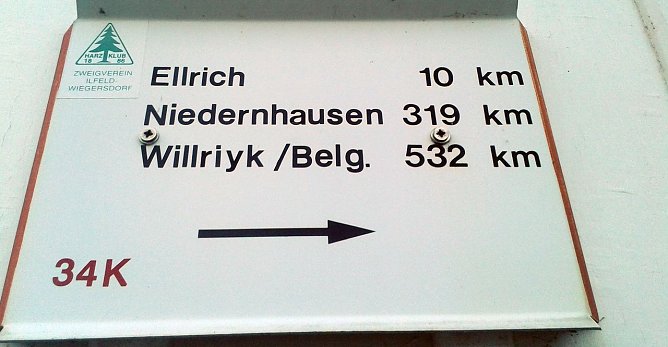 HARZ KLUB
18 86
ZWEIGVEREIN
ILFELD-
WIEGERSDORF
Ellrich 10 km
Niedernhausen 319 km
Willriyk /Belg. 532 km
34K